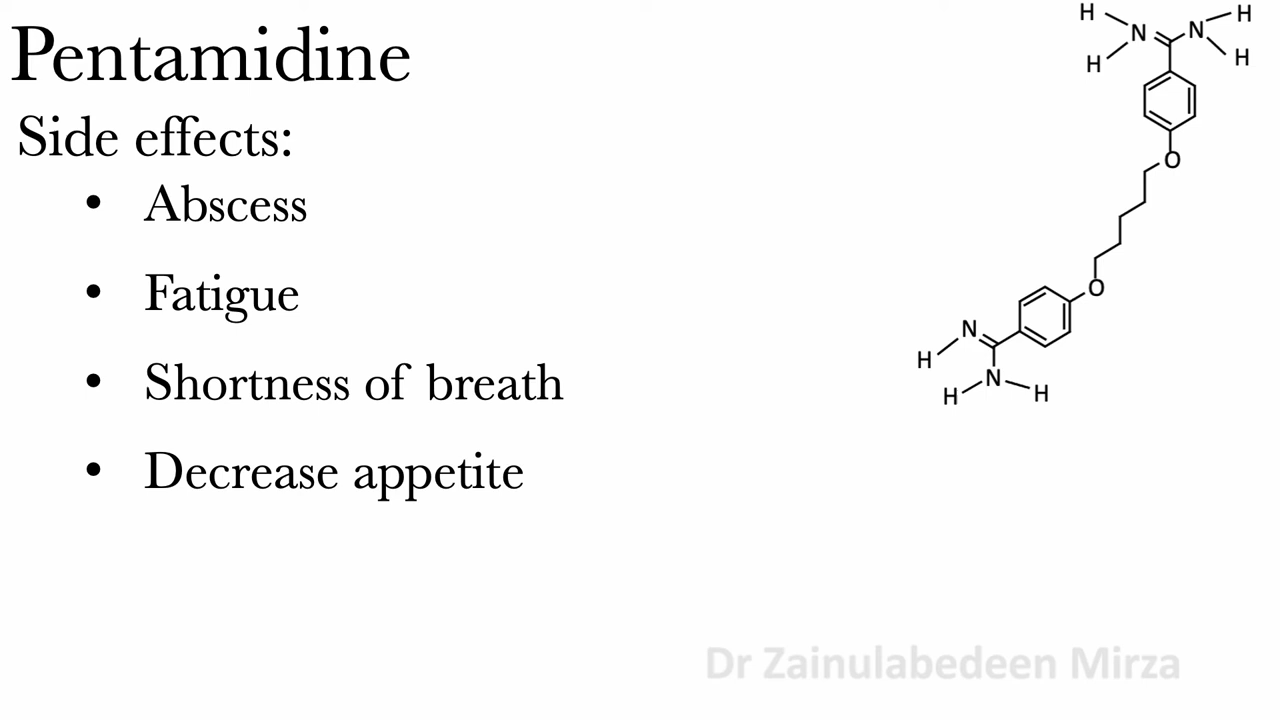 Pentamidine
Side effects:
• Abscess
• Fatigue
• Shortness of breath
• Decrease appetite
H
N
N
H
H
H
O
O
N
H
N
H
H
Dr Zainulabedeen Mirza